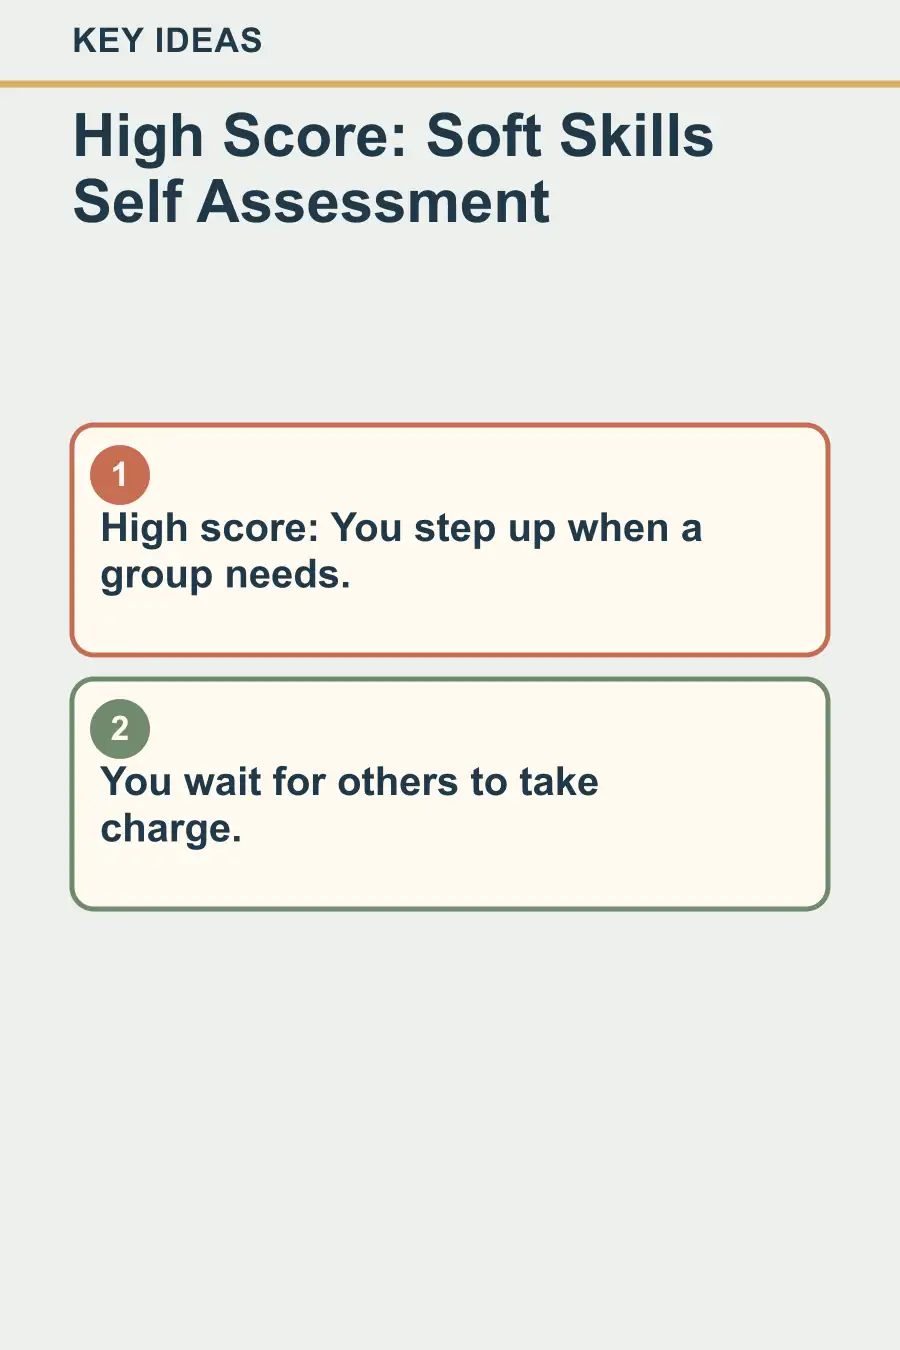 KEY IDEAS
High Score: Soft Skills
Self Assessment
1
High score: You step up when a
group needs.
2
You wait for others to take
charge.